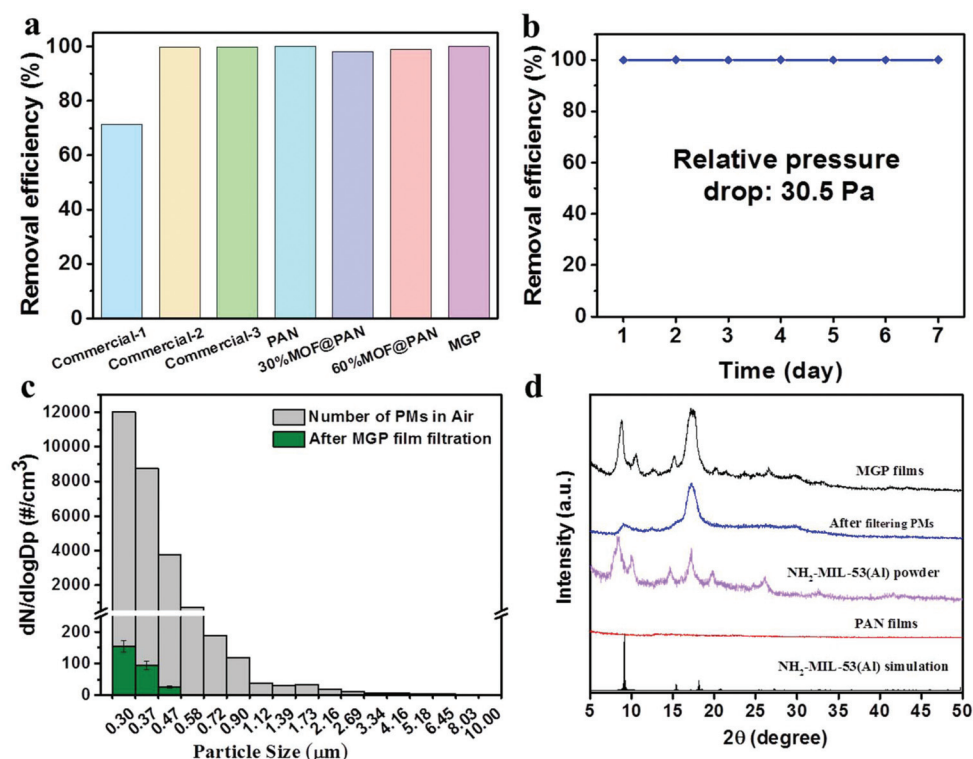 a
Removal efficiency (%)
100
80
60
40
20
0
Commercial-1
Commercial-2
Commercial-3
PAN
30%MOF@PAN
60%MOF@PAN
MGP
b
Removal efficiency (%)
100
80
60
40
20
0
Relative pressure
drop: 30.5 Pa
1 2 3 4 5 6 7
Time (day)
c
dN/dlogDp (#/cm³)
12000
10000
8000
6000
4000
2000
200
100
0
Number of PMs in Air
After MGP film filtration
0.30 0.37 0.47 0.58 0.72 0.90 1.12 1.39 1.73 2.16 2.69 3.34 4.16 5.18 6.45 8.03 10.00
Particle Size (μm)
d
Intensity (a.u.)
MGP films
After filtering PMs
NH₂-MIL-53(Al) powder
PAN films
NH₂-MIL-53(Al) simulation
5 10 15 20 25 30 35 40 45 50
2θ (degree)